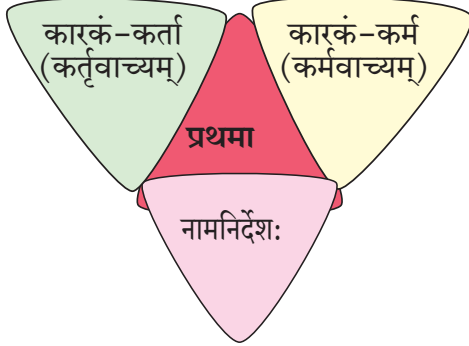 कारकं-कर्ता
(कर्तृवाच्यम्)
कारकं-कर्म
(कर्मवाच्यम्)
प्रथमा
नामनिर्देश: